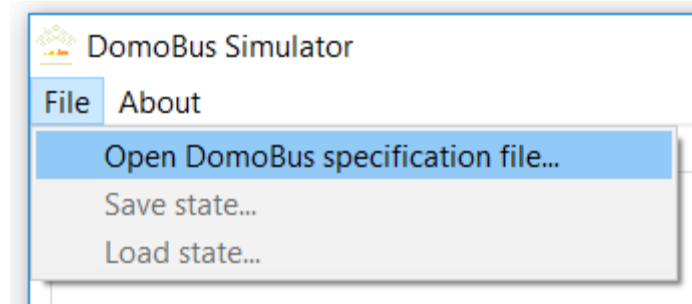 DomoBus Simulator
File About
Open DomoBus specification file...
Save state...
Load state...